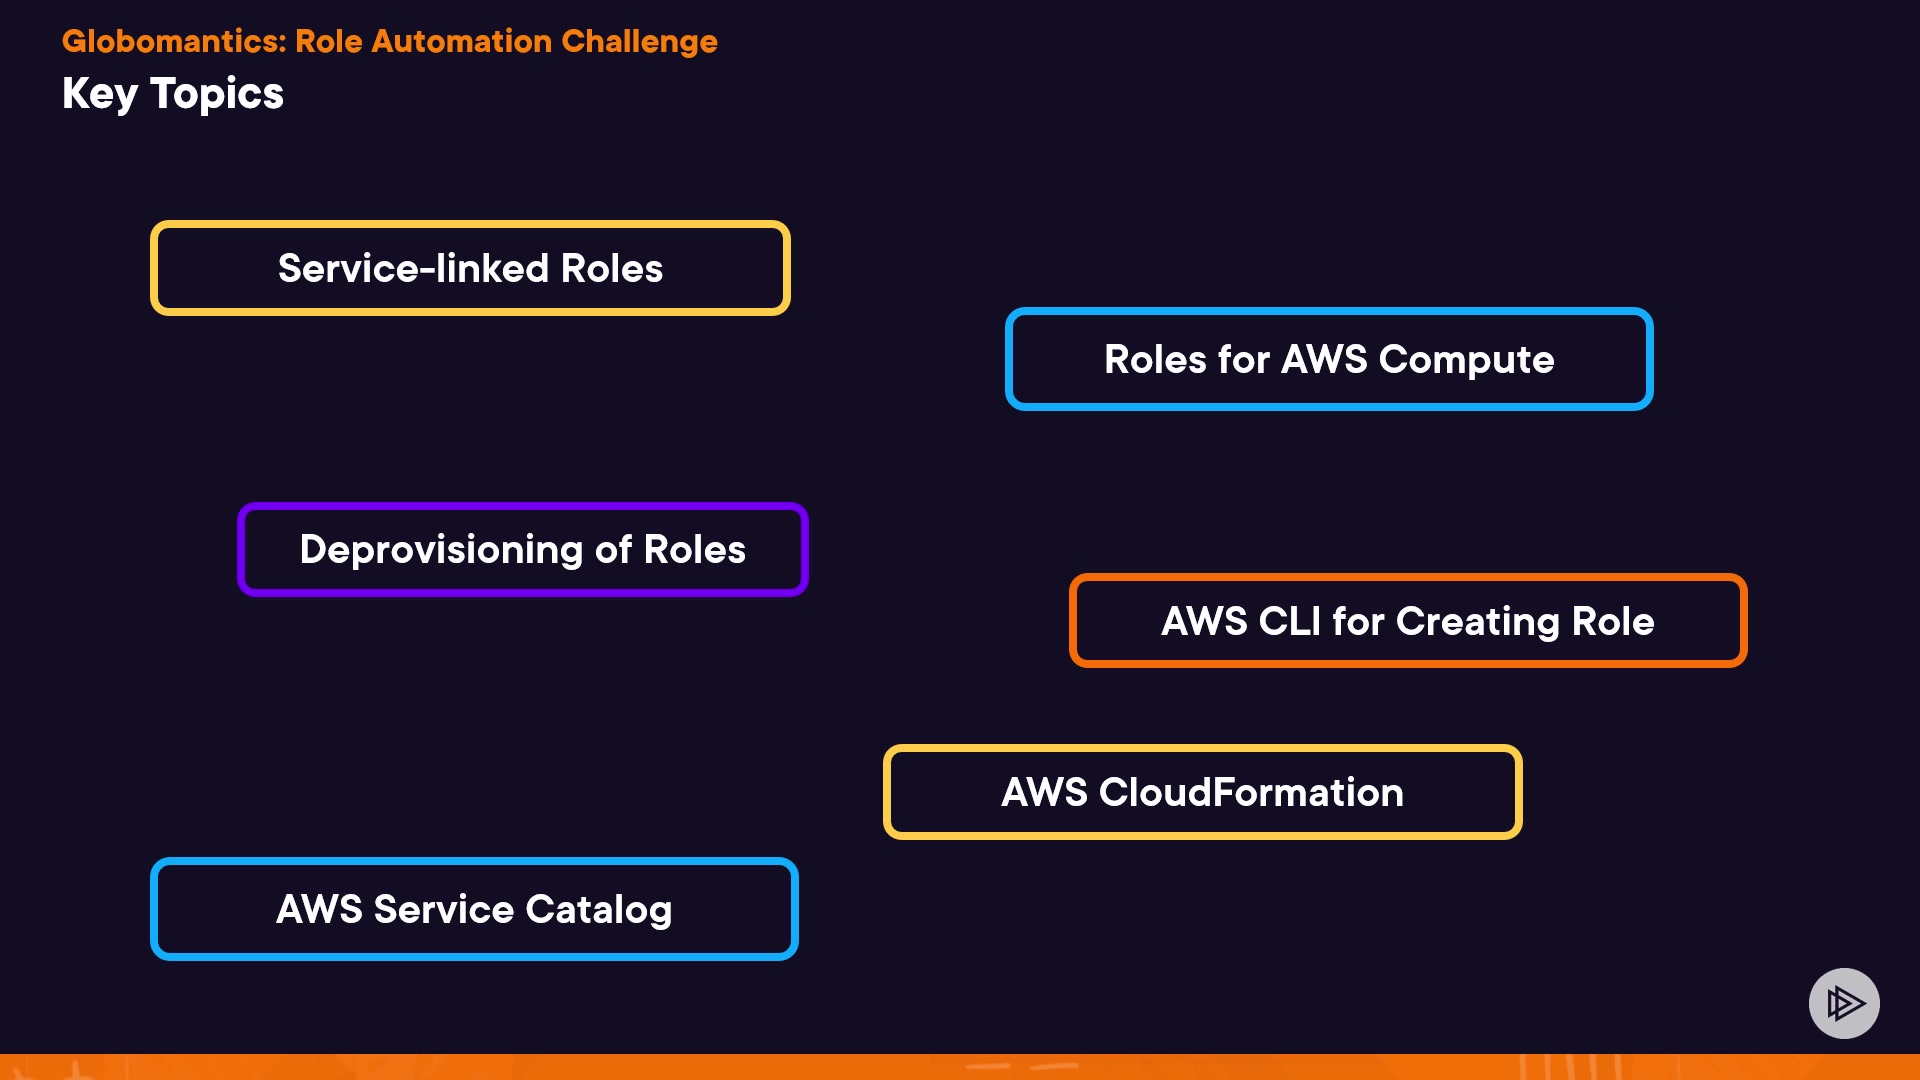 Globomantics: Role Automation Challenge
Key Topics
Service-linked Roles
Roles for AWS Compute
Deprovisioning of Roles
AWS CLI for Creating Role
AWS CloudFormation
AWS Service Catalog